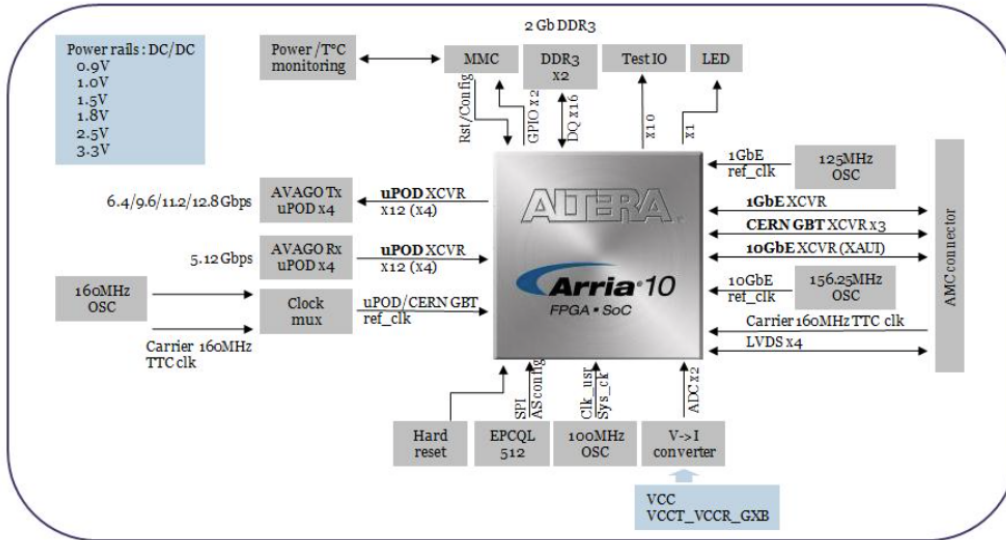 2 Gb DDR3
Power rails : DC/DC
0.9V
1.0V
1.5V
1.8V
2.5V
3.3V
Power /T°C
monitoring
MMC
DDR3
x2
Test IO
LED
Rst/Config
GPIO x2
DQ x16
x10
x1
6.4/9.6/11.2/12.8 Gbps
AVAGO Tx
uPOD x4
uPOD XCVR
x12 (x4)
5.12 Gbps
AVAGO Rx
uPOD x4
uPOD XCVR
x12 (x4)
160MHz
OSC
Clock
mux
uPOD/CERN GBT
ref_clk
Carrier 160MHz
TTC clk
ALTERA®
Arria® 10
FPGA • SoC
1GbE
ref_clk
125MHz
OSC
1GbE XCVR
CERN GBT XCVR x3
10GbE XCVR (XAUI)
10GbE
ref_clk
156.25MHz
OSC
Carrier 160MHz TTC clk
LVDS x4
AMC connector
SPI
AS config
Clk_usr
Sys_ck
ADC x2
Hard
reset
EPCQL
512
100MHz
OSC
V->I
converter
VCC
VCCT_VCCR_GXB